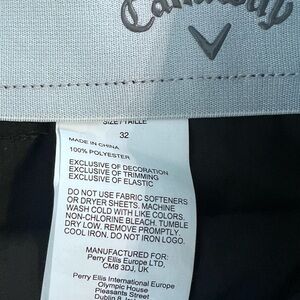 Callaway
SIZE / TAILLE
32
MADE IN CHINA
100% POLYESTER
EXCLUSIVE OF DECORATION
EXCLUSIVE OF TRIMMING
EXCLUSIVE OF ELASTIC
DO NOT USE FABRIC SOFTENERS
OR DRYER SHEETS. MACHINE
WASH COLD WITH LIKE COLORS.
NON-CHLORINE BLEACH. TUMBLE
DRY LOW. REMOVE PROMPTLY.
COOL IRON. DO NOT IRON LOGO.
MANUFACTURED FOR:
Perry Ellis Europe LTD,
CM8 3DJ, UK
Perry Ellis International Europe
Olympic House
Pleasants Street
Dublin 8,